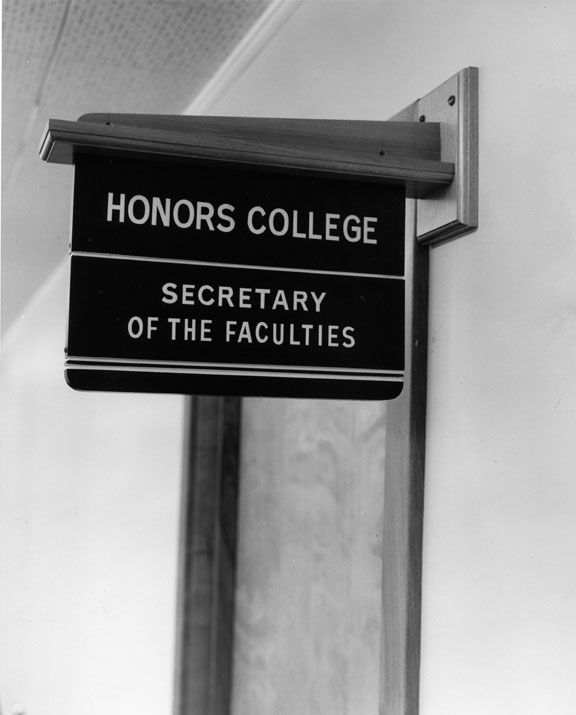 HONORS COLLEGE
SECRETARY
OF THE FACULTIES